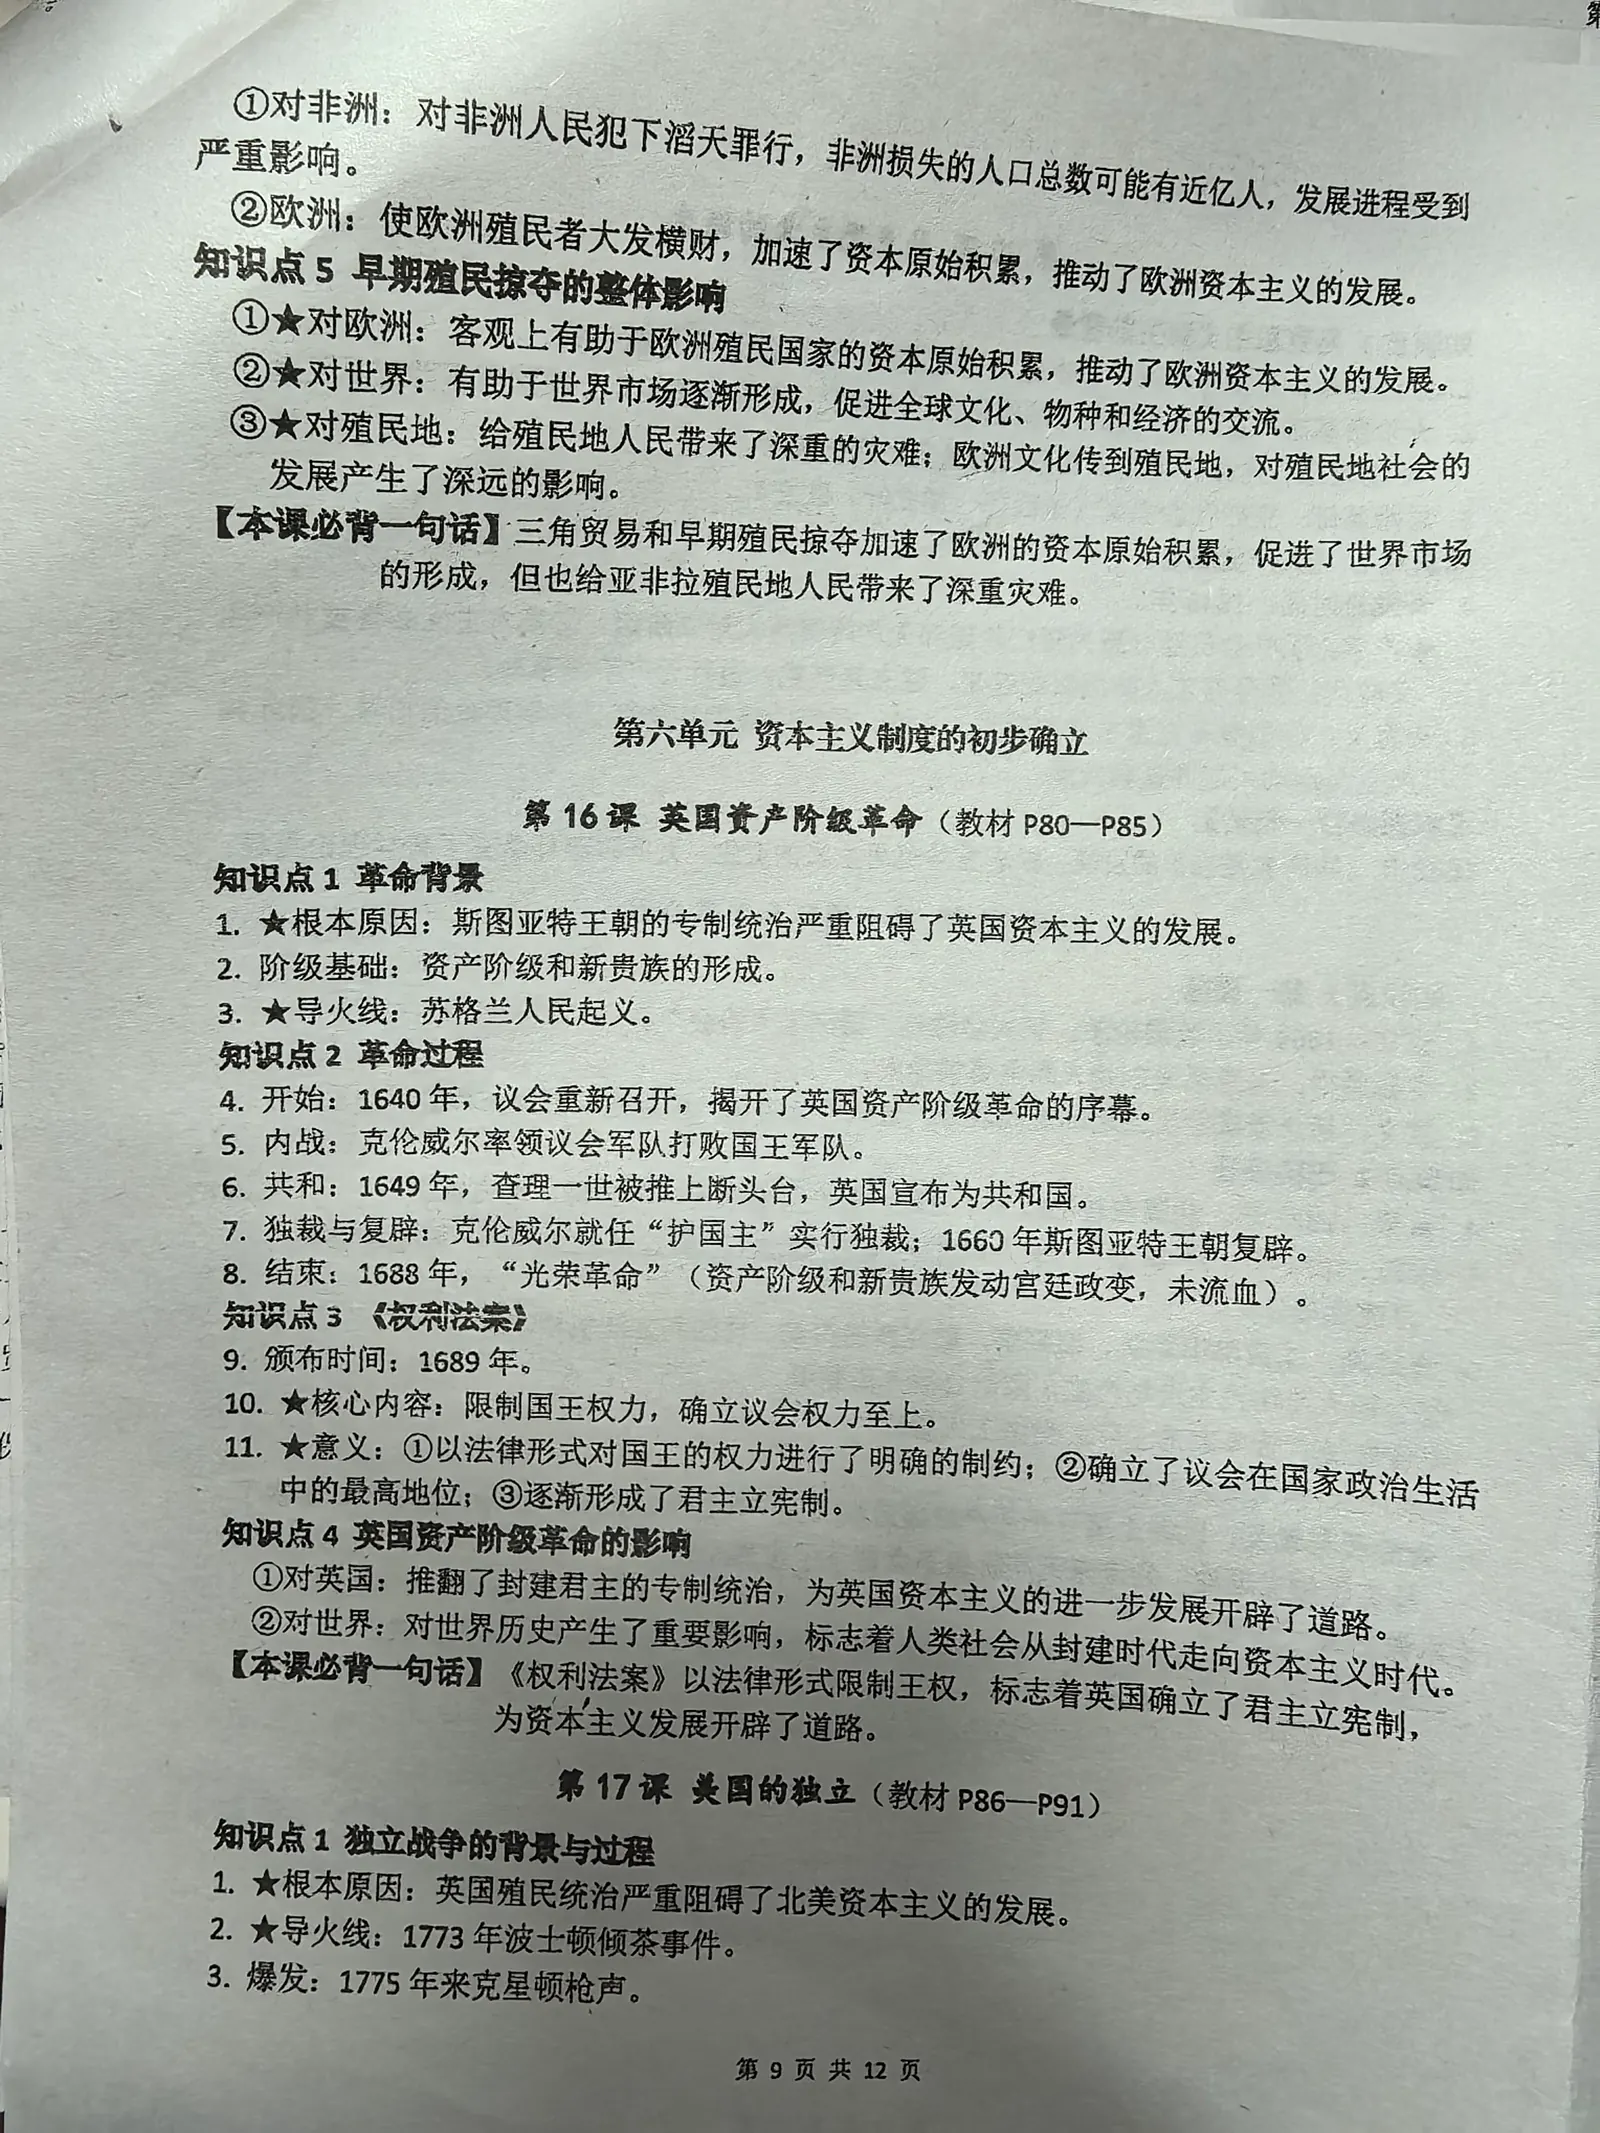 ①对非洲：对非洲人民犯下滔天罪行，非洲损失的人口总数可能有近亿人，发展进程受到
严重影响。
②欧洲：使欧洲殖民者大发横财，加速了资本原始积累，推动了欧洲资本主义的发展。
知识点 5 早期殖民掠夺的整体影响
①★对欧洲：客观上有助于欧洲殖民国家的资本原始积累，推动了欧洲资本主义的发展。
②★对世界：有助于世界市场逐渐形成，促进全球文化、物种和经济的交流。
③★对殖民地：给殖民地人民带来了深重的灾难；欧洲文化传到殖民地，对殖民地社会的
发展产生了深远的影响。
【本课必背一句话】三角贸易和早期殖民掠夺加速了欧洲的资本原始积累，促进了世界市场
的形成，但也给亚非拉殖民地人民带来了深重灾难。
第六单元 资本主义制度的初步确立
第 16 课 英国资产阶级革命（教材 P80—P85）
知识点 1 革命背景
1. ★根本原因：斯图亚特王朝的专制统治严重阻碍了英国资本主义的发展。
2. 阶级基础：资产阶级和新贵族的形成。
3. ★导火线：苏格兰人民起义。
知识点 2 革命过程
4. 开始：1640 年，议会重新召开，揭开了英国资产阶级革命的序幕。
5. 内战：克伦威尔率领议会军队打败国王军队。
6. 共和：1649 年，查理一世被推上断头台，英国宣布为共和国。
7. 独裁与复辟：克伦威尔就任“护国主”实行独裁；1660 年斯图亚特王朝复辟。
8. 结束：1688 年，“光荣革命”（资产阶级和新贵族发动宫廷政变，未流血）。
知识点 3 《权利法案》
9. 颁布时间：1689 年。
10. ★核心内容：限制国王权力，确立议会权力至上。
11. ★意义：①以法律形式对国王的权力进行了明确的制约；②确立了议会在国家政治生活
中的最高地位；③逐渐形成了君主立宪制。
知识点 4 英国资产阶级革命的影响
①对英国：推翻了封建君主的专制统治，为英国资本主义的进一步发展开辟了道路。
②对世界：对世界历史产生了重要影响，标志着人类社会从封建时代走向资本主义时代。
【本课必背一句话】《权利法案》以法律形式限制王权，标志着英国确立了君主立宪制，
为资本主义发展开辟了道路。
第 17 课 美国的独立（教材 P86—P91）
知识点 1 独立战争的背景与过程
1. ★根本原因：英国殖民统治严重阻碍了北美资本主义的发展。
2. ★导火线：1773 年波士顿倾茶事件。
3. 爆发：1775 年来克星顿枪声。
第 9 页 共 12 页